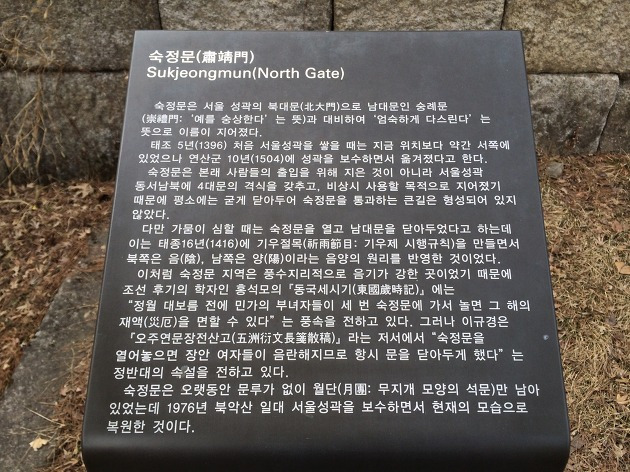 숙정문(肅靖門)
Sukjeongmun(North Gate)
숙정문은 서울 성곽의 북대문(北大門)으로 남대문인 숭례문
(崇禮門: ‘예를 숭상한다’는 뜻)과 대비하여 ‘엄숙하게 다스린다’는
뜻으로 이름이 지어졌다.
태조 5년(1396) 처음 서울성곽을 쌓을 때는 지금 위치보다 약간 서쪽에
있었으나 연산군 10년(1504)에 성곽을 보수하면서 옮겨졌다고 한다.
숙정문은 본래 사람들의 출입을 위해 지은 것이 아니라 서울성곽
동서남북에 4대문의 격식을 갖추고, 비상시 사용할 목적으로 지어졌기
때문에 평소에는 굳게 닫아두어 숙정문을 통과하는 큰길은 형성되어 있지
않았다.
다만 가뭄이 심할 때는 숙정문을 열고 남대문을 닫아두었다고 하는데
이는 태종16년(1416)에 기우절목(祈雨節目: 기우제 시행규칙)을 만들면서
북쪽은 음(陰), 남쪽은 양(陽)이라는 음양의 원리를 반영한 것이었다.
이처럼 숙정문 지역은 풍수지리적으로 음기가 강한 곳이었기 때문에
조선 후기의 학자인 홍석모의 『동국세시기(東國歲時記)』에는
“정월 대보름 전에 민가의 부녀자들이 세 번 숙정문에 가서 놀면 그 해의
재액(災厄)을 면할 수 있다” 는 풍속을 전하고 있다. 그러나 이규경은
『오주연문장전산고(五洲衍文長箋散稿)』라는 저서에서 “숙정문을
열어놓으면 장안 여자들이 음란해지므로 항시 문을 닫아두게 했다” 는
정반대의 속설을 전하고 있다.
숙정문은 오랫동안 문루가 없이 월단(月團: 무지개 모양의 석문)만 남아
있었는데 1976년 북악산 일대 서울성곽을 보수하면서 현재의 모습으로
복원한 것이다.